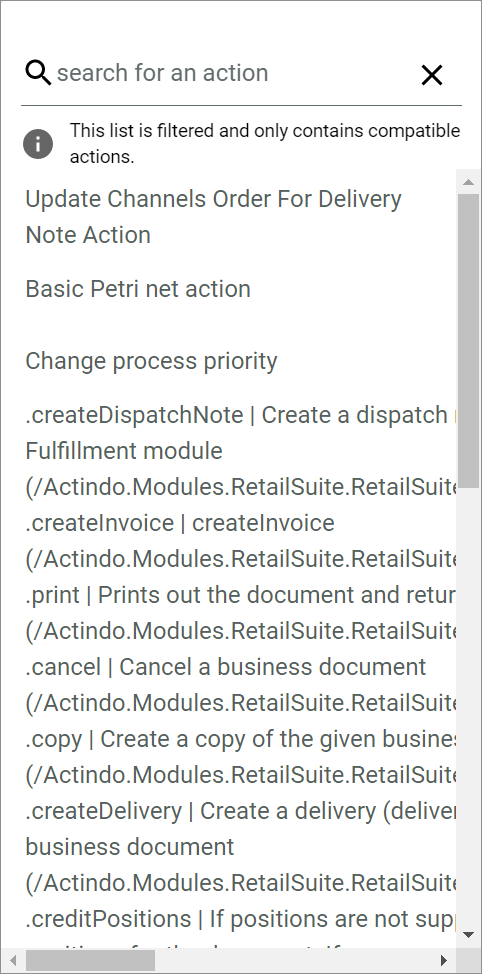 search for an action
This list is filtered and only contains compatible
actions.
Update Channels Order For Delivery
Note Action
Basic Petri net action
Change process priority
.createDispatchNote | Create a dispatch
Fulfillment module
(/Actindo.Modules.RetailSuite.RetailSuite
.createInvoice | createInvoice
(/Actindo.Modules.RetailSuite.RetailSuite
.print | Prints out the document and retur
(/Actindo.Modules.RetailSuite.RetailSuite
.cancel | Cancel a business document
(/Actindo.Modules.RetailSuite.RetailSuite
.copy | Create a copy of the given busines
(/Actindo.Modules.RetailSuite.RetailSuite
.createDelivery | Create a delivery (deliver
business document
(/Actindo.Modules.RetailSuite.RetailSuite
.creditPositions | If positions are not sup